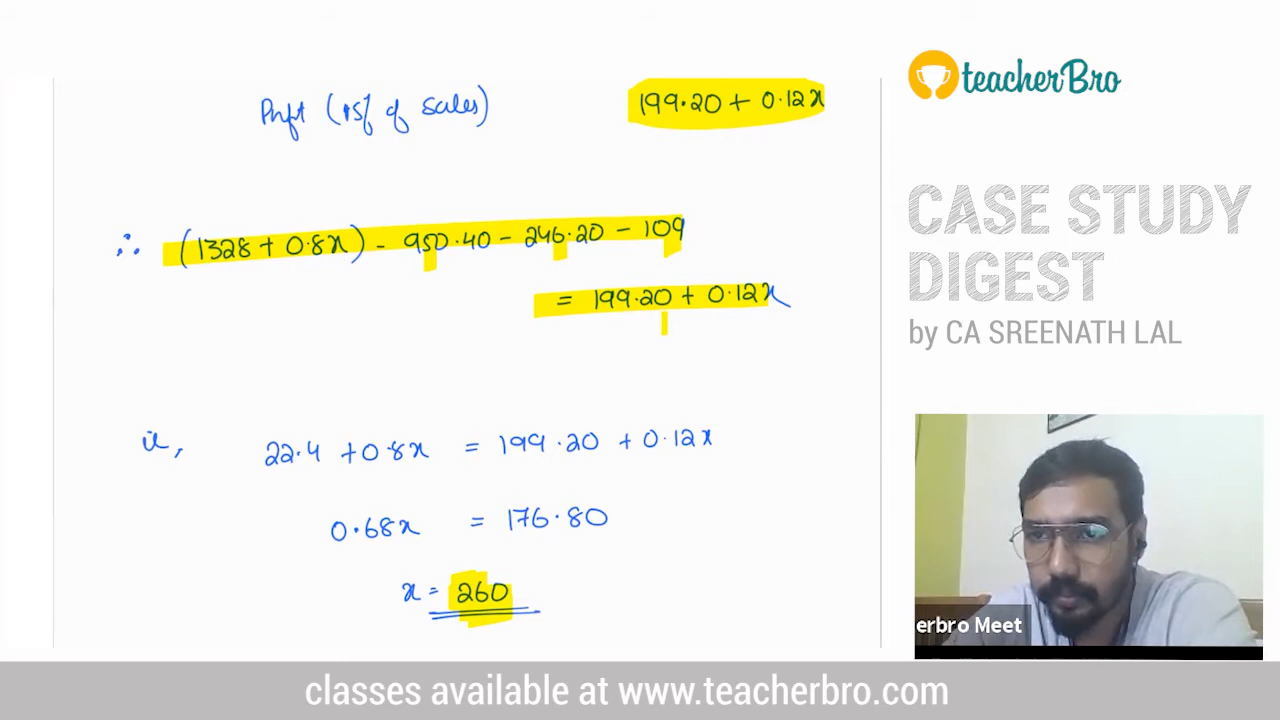 Profit (15% of sales)
199.20 + 0.12x
∴ (1328 + 0.8x) - 950.40 - 246.20 - 109
= 199.20 + 0.12x
ie,
22.4 + 0.8x = 199.20 + 0.12x
0.68x = 176.80
x = 260
teacherBro
CASE STUDY
DIGEST
by CA SREENATH LAL
erbro Meet
classes available at www.teacherbro.com